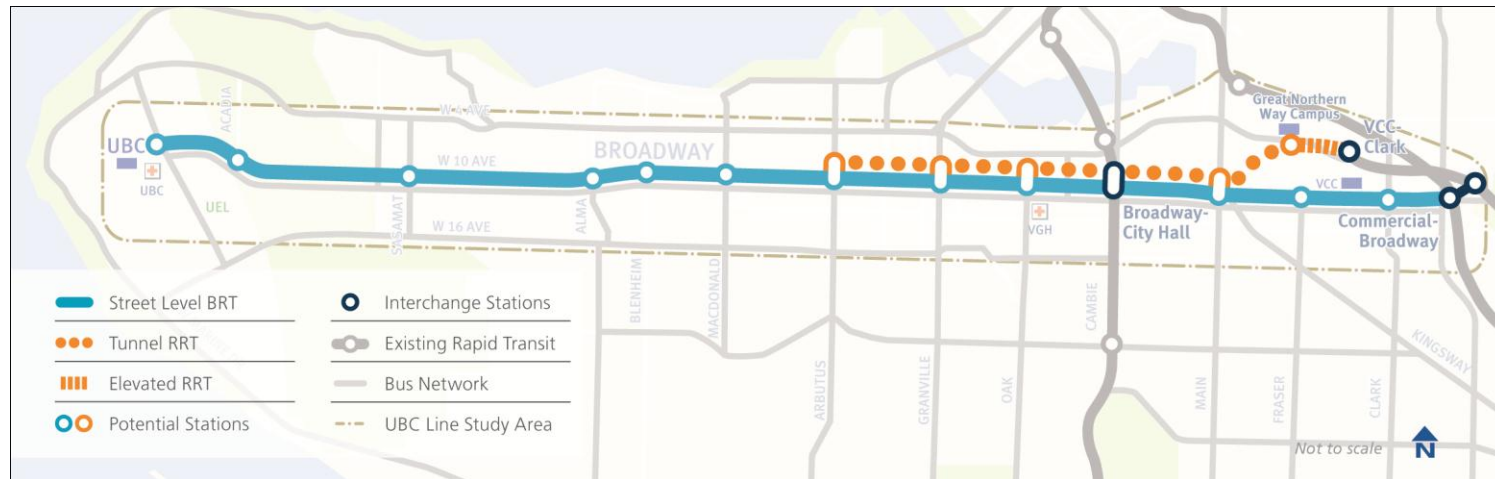 W 4 AVE
ACADIA
Great Northern
Way Campus
VCC-
Clark
UBC
W 10 AVE
BROADWAY
UBC
VCC
UEL
SASAMAT
ALMA
W 16 AVE
VGH
Broadway-
City Hall
Commercial-
Broadway
BLENHEIM
MACDONALD
ARBUTUS
GRANVILLE
OAK
CAMBIE
MAIN
FRASER
CLARK
KINGSWAY
Street Level BRT
Tunnel RRT
Elevated RRT
Potential Stations
Interchange Stations
Existing Rapid Transit
Bus Network
UBC Line Study Area
Not to scale
N